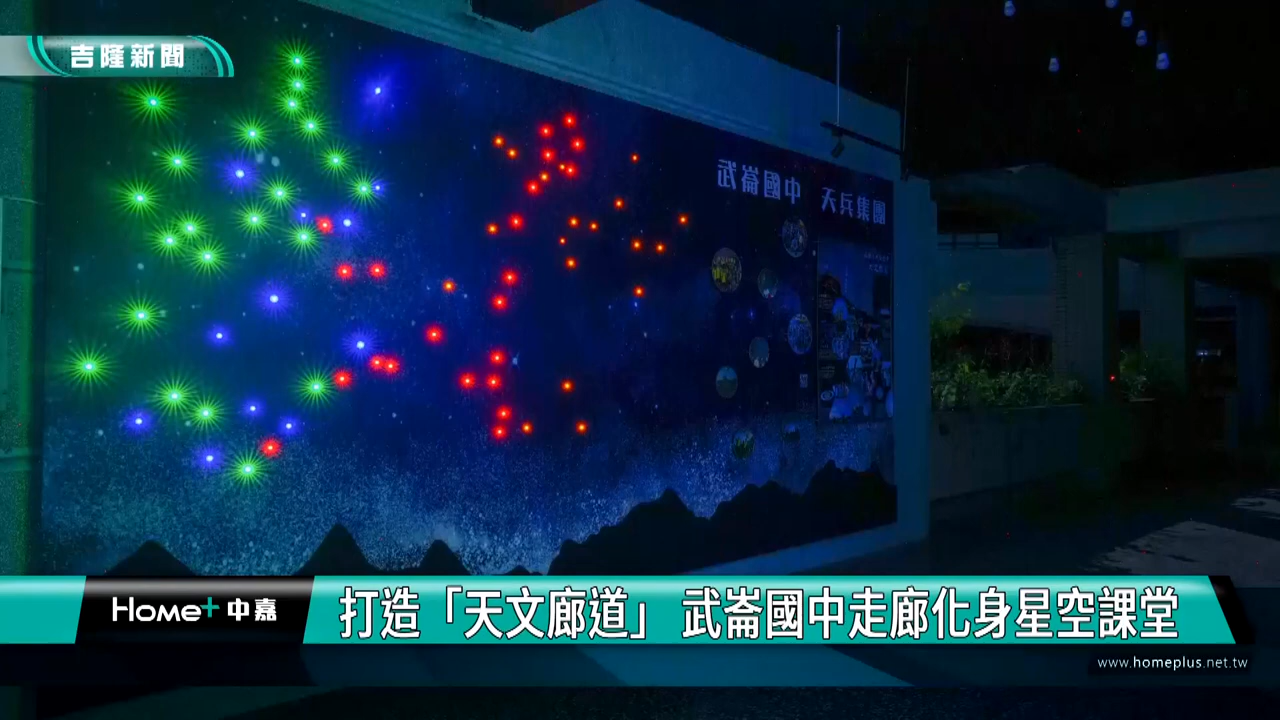 吉隆新聞
武崙國中 天兵集團
Home+ 中嘉
打造「天文廊道」 武崙國中走廊化身星空課堂
www.homeplus.net.tw